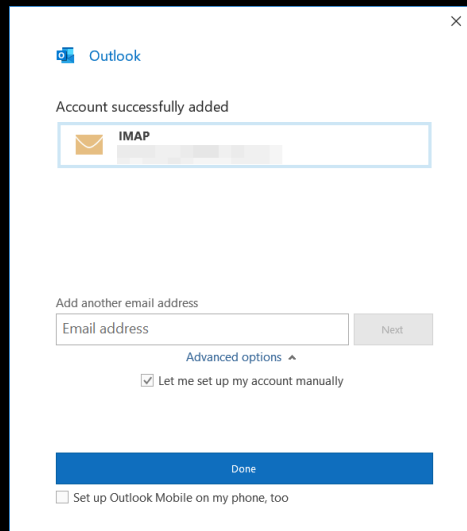 Outlook
Account successfully added
IMAP
Add another email address
Email address
Next
Advanced options
Let me set up my account manually
Done
Set up Outlook Mobile on my phone, too